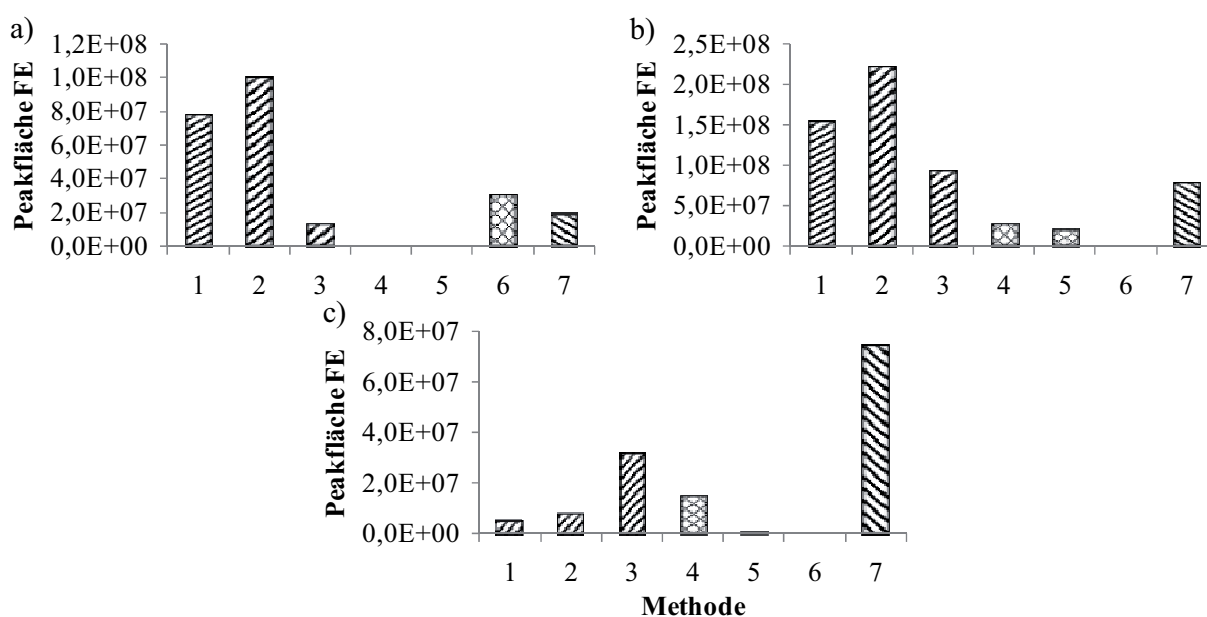 a)
Peakfläche FE
1,2E+08
1,0E+08
8,0E+07
6,0E+07
4,0E+07
2,0E+07
0,0E+00
1 2 3 4 5 6 7
b)
Peakfläche FE
2,5E+08
2,0E+08
1,5E+08
1,0E+08
5,0E+07
0,0E+00
1 2 3 4 5 6 7
c)
Peakfläche FE
8,0E+07
6,0E+07
4,0E+07
2,0E+07
0,0E+00
1 2 3 4 5 6 7
Methode